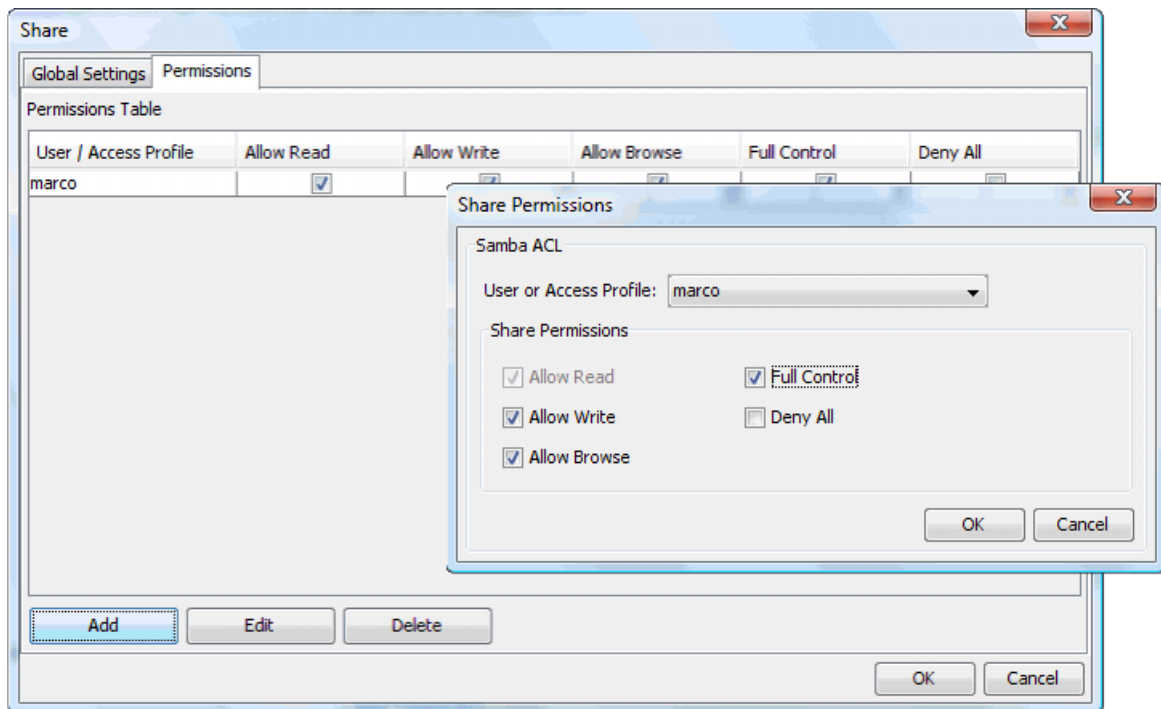 Share
Global Settings Permissions
Permissions Table
User / Access Profile Allow Read Allow Write Allow Browse Full Control Deny All
marco
Share Permissions
Samba ACL
User or Access Profile: marco
Share Permissions
Allow Read Full Control
Allow Write Deny All
Allow Browse
OK Cancel
Add Edit Delete
OK Cancel